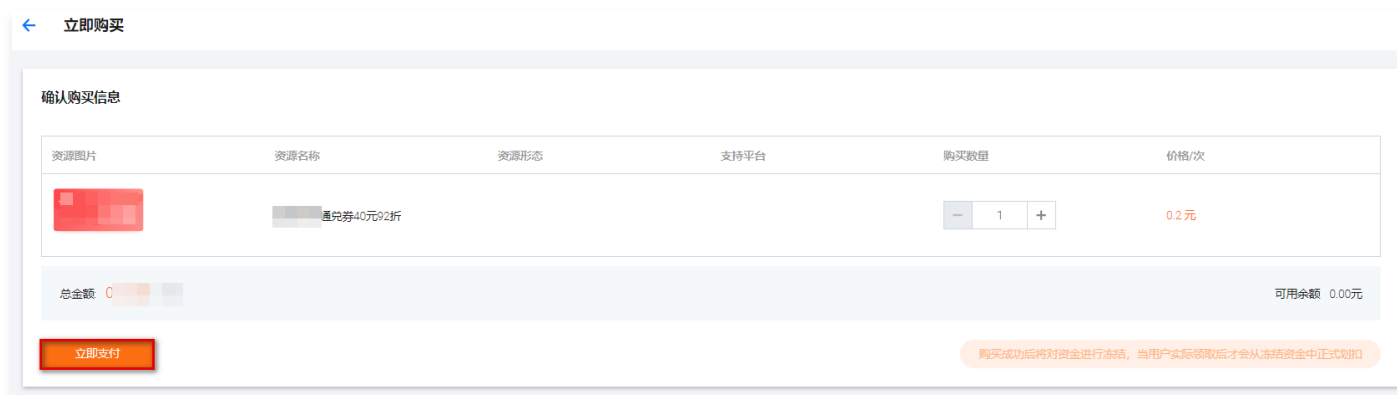 立即购买
确认购买信息
资源图片 资源名称 资源形态 支持平台 购买数量 价格/次
通兑券40元92折 − 1 + 0.2 元
总金额: 0 可用余额 0.00元
立即支付 购买成功后将对资金进行冻结，当用户实际领取后才会从冻结资金中正式划扣